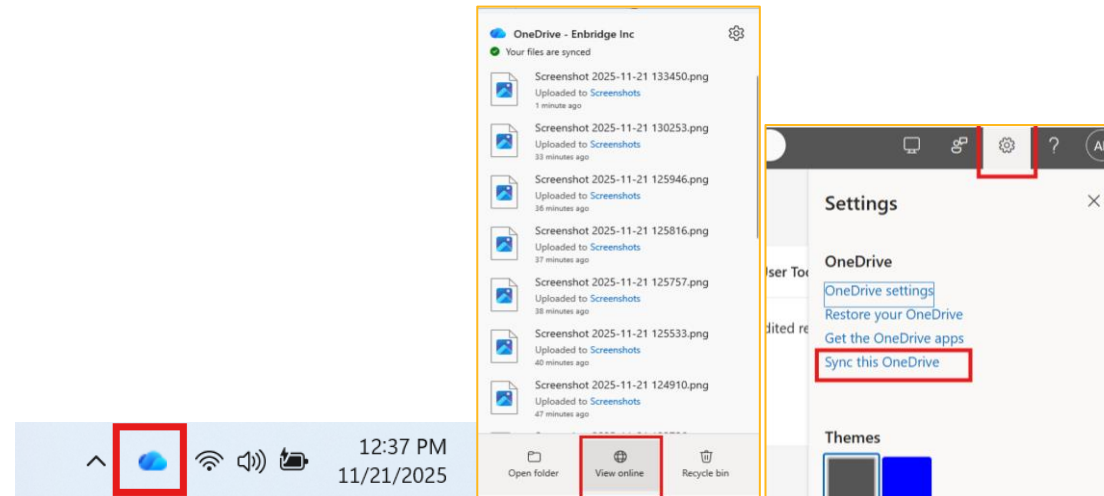 12:37 PM
11/21/2025
OneDrive - Enbridge Inc
Your files are synced
Screenshot 2025-11-21 133450.png
Uploaded to Screenshots
1 minute ago
Screenshot 2025-11-21 130253.png
Uploaded to Screenshots
33 minutes ago
Screenshot 2025-11-21 125946.png
Uploaded to Screenshots
36 minutes ago
Screenshot 2025-11-21 125816.png
Uploaded to Screenshots
37 minutes ago
Screenshot 2025-11-21 125757.png
Uploaded to Screenshots
38 minutes ago
Screenshot 2025-11-21 125533.png
Uploaded to Screenshots
40 minutes ago
Screenshot 2025-11-21 124910.png
Uploaded to Screenshots
47 minutes ago
Open folder
View online
Recycle bin
?
Settings
OneDrive
OneDrive settings
Restore your OneDrive
Get the OneDrive apps
Sync this OneDrive
Themes